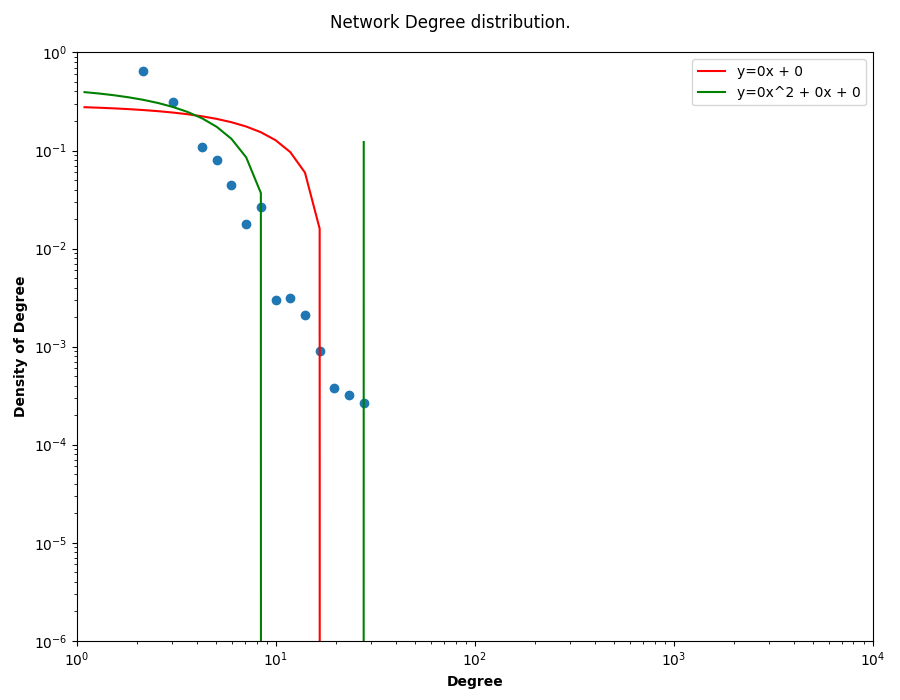 Network Degree distribution.
y=0x + 0
y=0x^2 + 0x + 0
Density of Degree
10^0
10^-1
10^-2
10^-3
10^-4
10^-5
10^-6
10^0 10^1 10^2 10^3 10^4
Degree